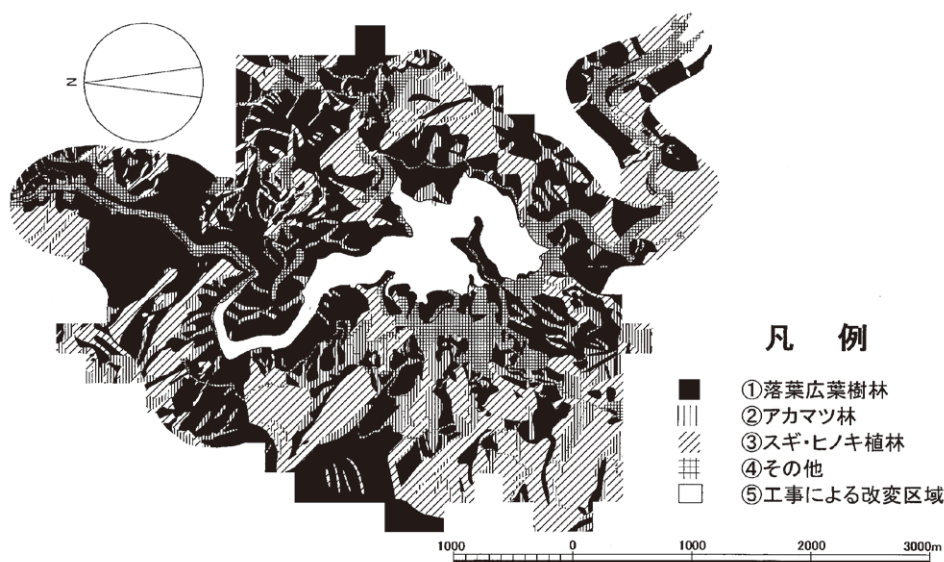 N
凡 例
①落葉広葉樹林
②アカマツ林
③スギ・ヒノキ植林
④その他
⑤工事による改変区域
1000 0 1000 2000 3000m